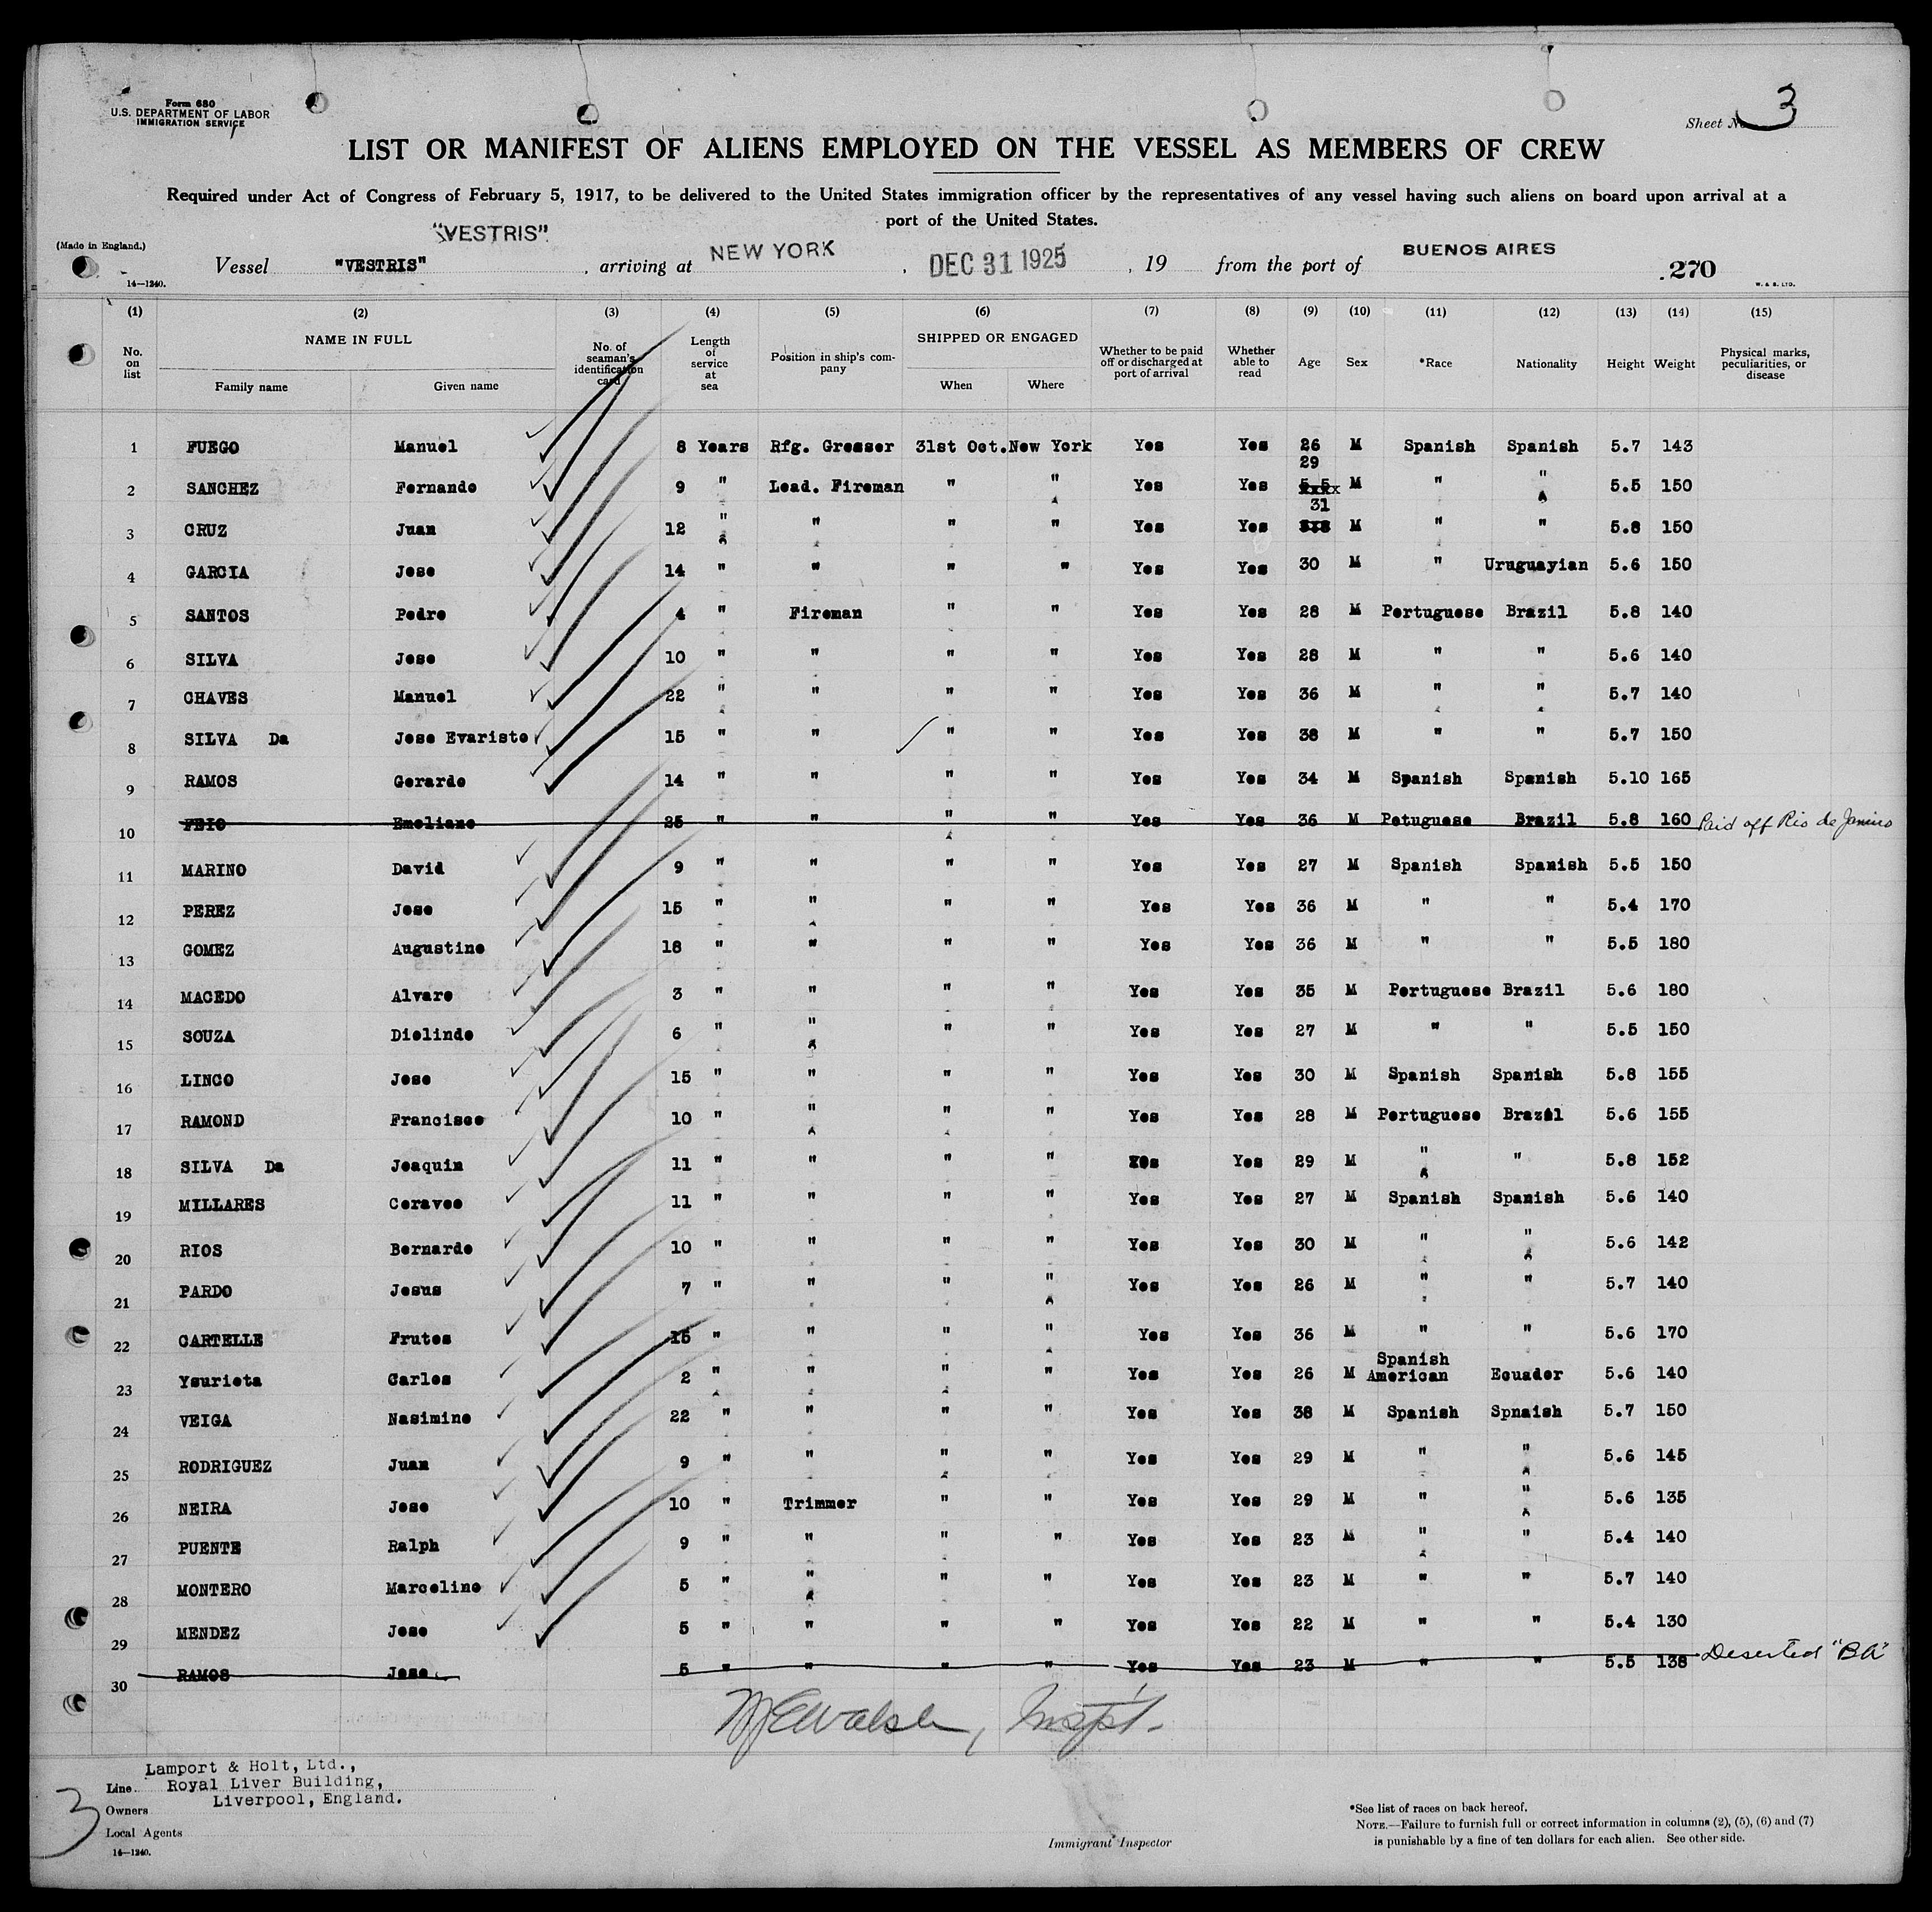 Form 680
U.S. DEPARTMENT OF LABOR
IMMIGRATION SERVICE
Sheet No. 3
LIST OR MANIFEST OF ALIENS EMPLOYED ON THE VESSEL AS MEMBERS OF CREW
Required under Act of Congress of February 5, 1917, to be delivered to the United States immigration officer by the representatives of any vessel having such aliens on board upon arrival at a
port of the United States.
(Made in England.)
"VESTRIS"
Vessel "VESTRIS", arriving at NEW YORK, DEC 31 1925, 19 from the port of BUENOS AIRES
.270
14—1240.
W. & S. LTD.
(1) (2) (3) (4) (5) (6) (7) (8) (9) (10) (11) (12) (13) (14) (15)
No. on list
NAME IN FULL
Family name Given name
No. of seaman's identification card
Length of service at sea
Position in ship's company
SHIPPED OR ENGAGED
When Where
Whether to be paid off or discharged at port of arrival
Whether able to read
Age Sex *Race Nationality Height Weight
Physical marks, peculiarities, or disease
1 FUEGO Manuel 8 Years Rfg. Greaser 31st Oct. New York Yes Yes 26 M Spanish Spanish 5.7 143
2 SANCHEZ Fernando 9 " Lead. Fireman " " Yes Yes 29 M " " 5.5 150
3 CRUZ Juan 12 " " " " Yes Yes 31 M " " 5.8 150
4 GARCIA Jose 14 " " " " Yes Yes 30 M " Uruguayian 5.6 150
5 SANTOS Pedro 4 " Fireman " " Yes Yes 28 M Portuguese Brazil 5.8 140
6 SILVA Jose 10 " " " " Yes Yes 28 M " " 5.6 140
7 CHAVES Manuel 22 " " " " Yes Yes 36 M " " 5.7 140
8 SILVA Da Jose Evaristo 15 " " " " Yes Yes 38 M " " 5.7 150
9 RAMOS Gerardo 14 " " " " Yes Yes 34 M Spanish Spanish 5.10 165
10 FEIO Emeliano 25 " " " " Yes Yes 36 M Petuguese Brazil 5.8 160 Paid off Rio de Janiro
11 MARINO David 9 " " " " Yes Yes 27 M Spanish Spanish 5.5 150
12 PEREZ Jose 15 " " " " Yes Yes 36 M " " 5.4 170
13 GOMEZ Augustino 18 " " " " Yes Yes 36 M " " 5.5 180
14 MACEDO Alvaro 3 " " " " Yes Yes 35 M Portuguese Brazil 5.6 180
15 SOUZA Diolindo 6 " " " " Yes Yes 27 M " " 5.5 150
16 LINCO Jose 15 " " " " Yes Yes 30 M Spanish Spanish 5.8 155
17 RAMOND Francisco 10 " " " " Yes Yes 28 M Portuguese Brazil 5.6 155
18 SILVA Da Joaquin 11 " " " " Yes Yes 29 M " " 5.8 152
19 MILLARES Ceravoo 11 " " " " Yes Yes 27 M Spanish Spanish 5.6 140
20 RIOS Bernardo 10 " " " " Yes Yes 30 M " " 5.6 142
21 PARDO Jesus 7 " " " " Yes Yes 26 M " " 5.7 140
22 CARTELLE Frutos 15 " " " " Yes Yes 36 M " " 5.6 170
23 Ysurieta Carlos 2 " " " " Yes Yes 26 M Spanish American Ecuador 5.6 140
24 VEIGA Nasimino 22 " " " " Yes Yes 38 M Spanish Spnaish 5.7 150
25 RODRIGUEZ Juan 9 " " " " Yes Yes 29 M " " 5.6 145
26 NEIRA Jose 10 " Trimmer " " Yes Yes 29 M " " 5.6 135
27 PUENTE Ralph 9 " " " " Yes Yes 23 M " " 5.4 140
28 MONTERO Marcelino 5 " " " " Yes Yes 23 M " " 5.7 140
29 MENDEZ Jose 5 " " " " Yes Yes 22 M " " 5.4 130
30 RAMOS Jose 5 " " " " Yes Yes 23 M " " 5.5 138 Deserted "BA"
Walsh, Insp't.
Lamport & Holt, Ltd.,
Line Royal Liver Building,
Liverpool, England.
Owners
Local Agents
14—1240.
3
Immigrant Inspector
*See list of races on back hereof.
NOTE.—Failure to furnish full or correct information in columns (2), (5), (6) and (7)
is punishable by a fine of ten dollars for each alien. See other side.